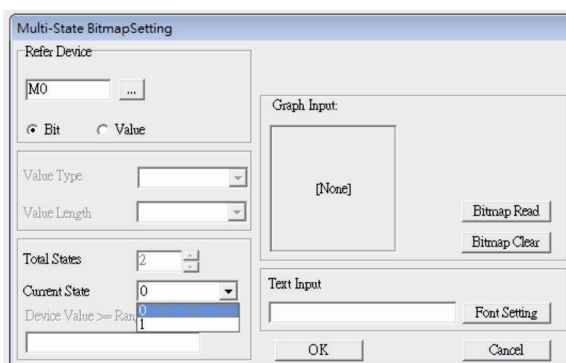 Multi-State BitmapSetting
Refer Device
M0
...
Bit
Value
Value Type
Value Length
Total States
2
Current State
0
0
1
Device Value >=
Graph Input:
[None]
Bitmap Read
Bitmap Clear
Text Input
Font Setting
OK
Cancel